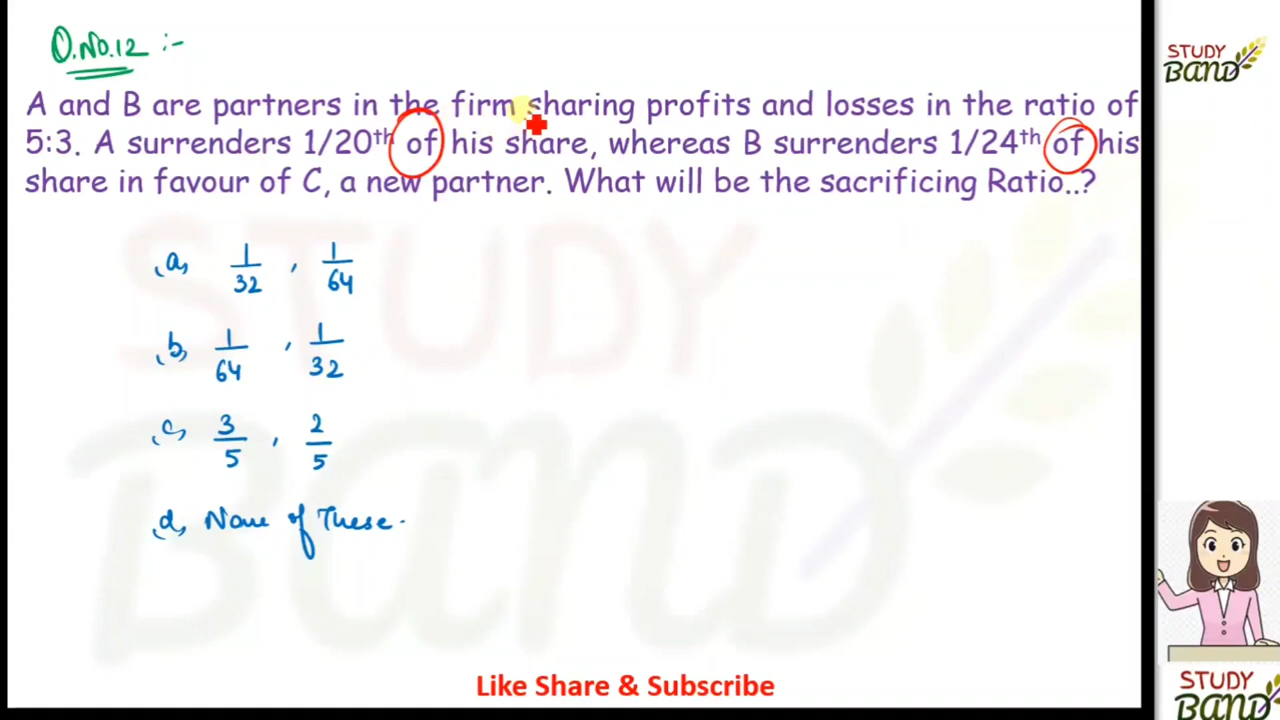 Q.No.12 :-
STUDY
BAND
A and B are partners in the firm sharing profits and losses in the ratio of
5:3. A surrenders 1/20th of his share, whereas B surrenders 1/24th of his
share in favour of C, a new partner. What will be the sacrificing Ratio..?
(a) 1/32 , 1/64
(b) 1/64 , 1/32
(c) 3/5 , 2/5
(d) None of These.
STUDY
BAND
Like Share & Subscribe
STUDY
BAND